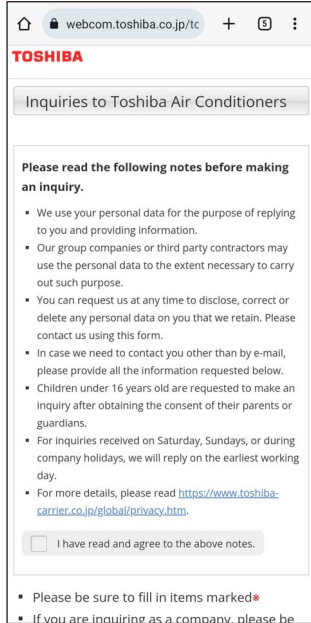 webcom.toshiba.co.jp/tc
5
TOSHIBA
Inquiries to Toshiba Air Conditioners
Please read the following notes before making
an inquiry.
▪ We use your personal data for the purpose of replying
to you and providing information.
▪ Our group companies or third party contractors may
use the personal data to the extent necessary to carry
out such purpose.
▪ You can request us at any time to disclose, correct or
delete any personal data on you that we retain. Please
contact us using this form.
▪ In case we need to contact you other than by e-mail,
please provide all the information requested below.
▪ Children under 16 years old are requested to make an
inquiry after obtaining the consent of their parents or
guardians.
▪ For inquiries received on Saturday, Sundays, or during
company holidays, we will reply on the earliest working
day.
▪ For more details, please read https://www.toshiba-
carrier.co.jp/global/privacy.htm.
I have read and agree to the above notes.
▪ Please be sure to fill in items marked※
▪ If you are inquiring as a company, please be